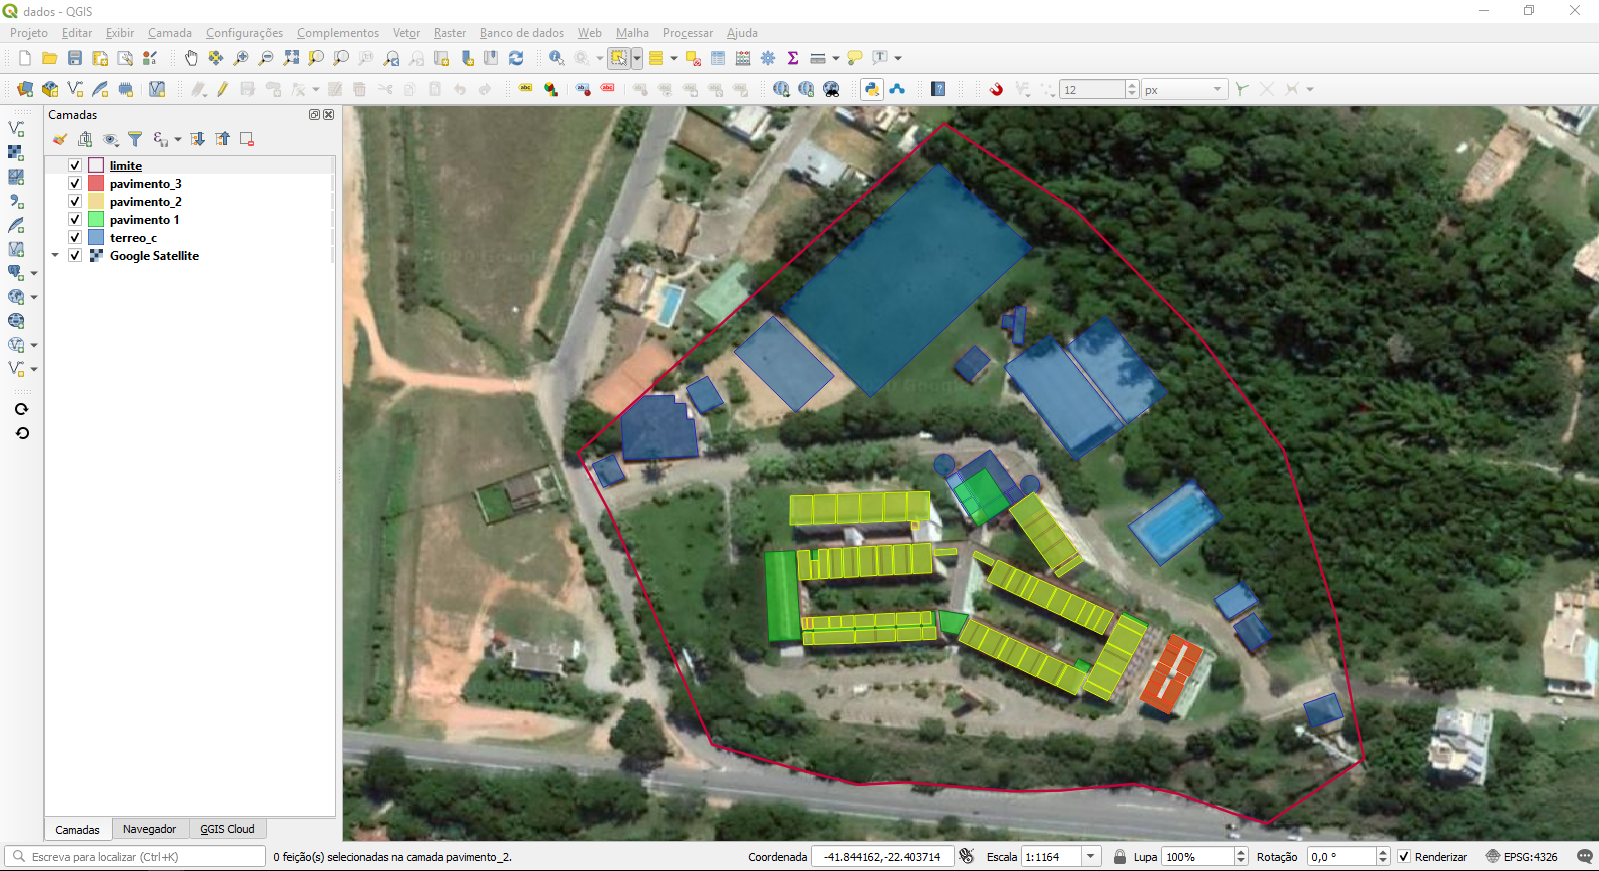 dados - QGIS
Projeto Editar Exibir Camada Configurações Complementos Vetor Raster Banco de dados Web Malha Processar Ajuda
12 px
Camadas
limite
pavimento_3
pavimento_2
pavimento 1
terreo_c
Google Satellite
Camadas Navegador QGIS Cloud
Escreva para localizar (Ctrl+K) 0 feição(s) selecionadas na camada pavimento_2. Coordenada -41.844162,-22.403714 Escala 1:1164 Lupa 100% Rotação 0,0 ° Renderizar EPSG:4326